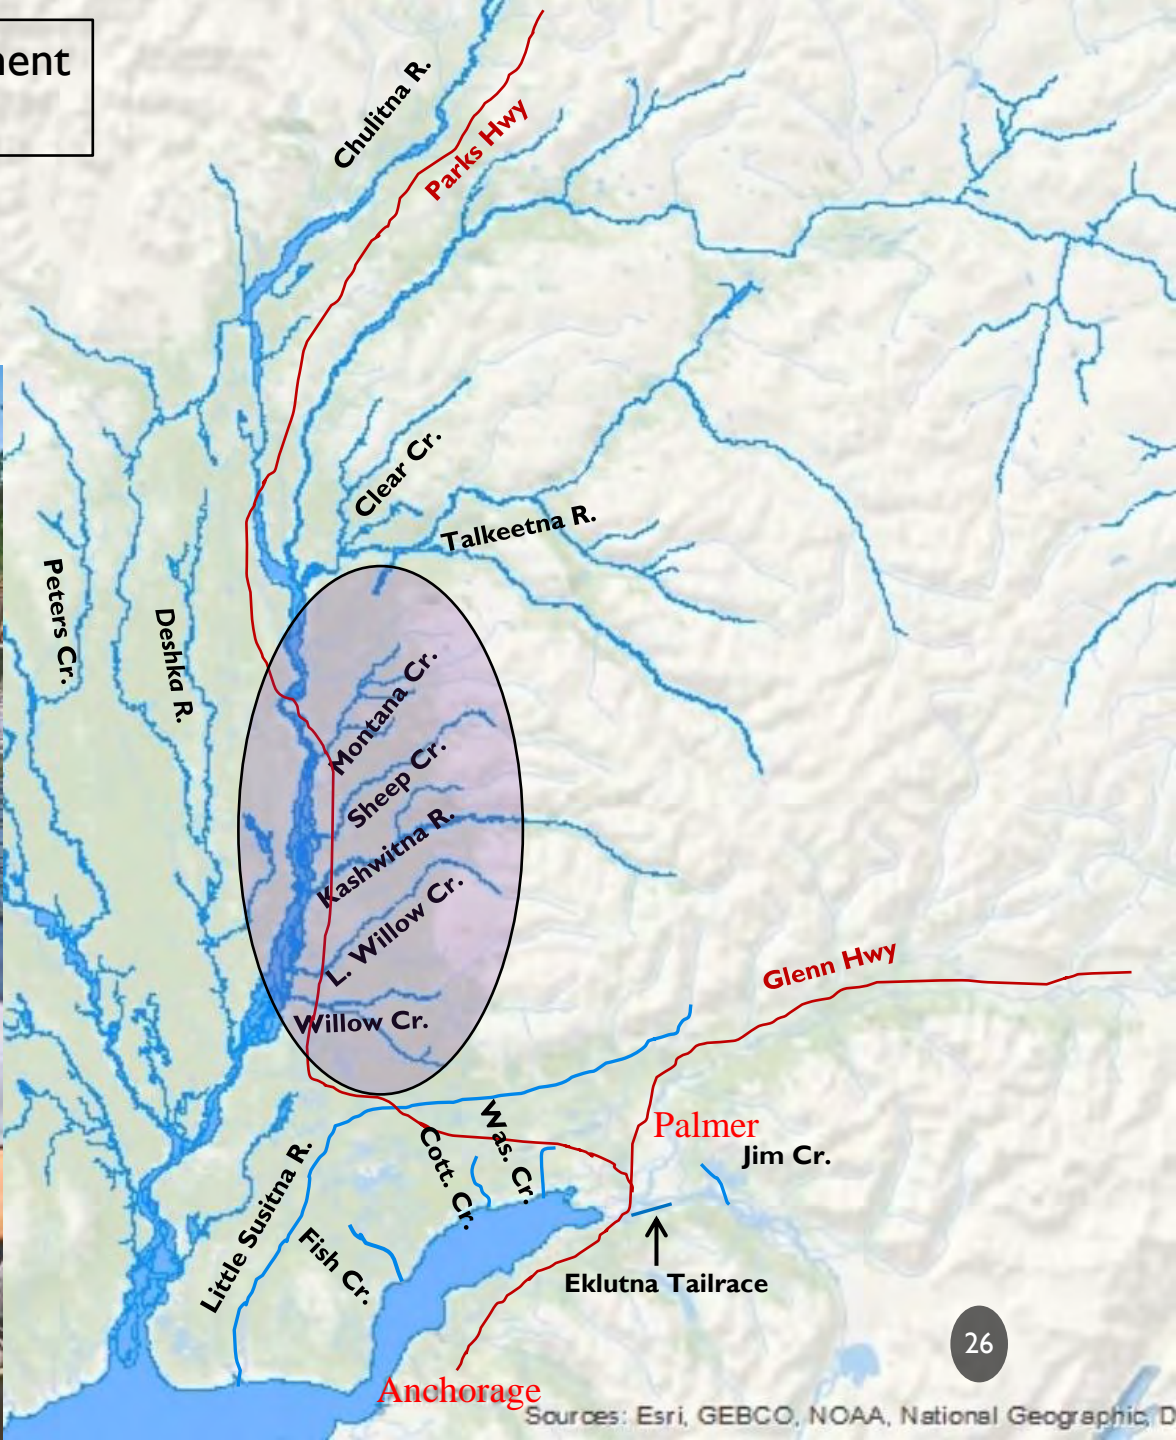 Chulitna R.
Parks Hwy
Clear Cr.
Talkeetna R.
Peters Cr.
Deshka R.
Montana Cr.
Sheep Cr.
Kashwitna R.
L. Willow Cr.
Willow Cr.
Glenn Hwy
Palmer
Jim Cr.
Was. Cr.
Cott. Cr.
Little Susitna R.
Fish Cr.
Eklutna Tailrace
26
Anchorage
Sources: Esri, GEBCO, NOAA, National Geographic,